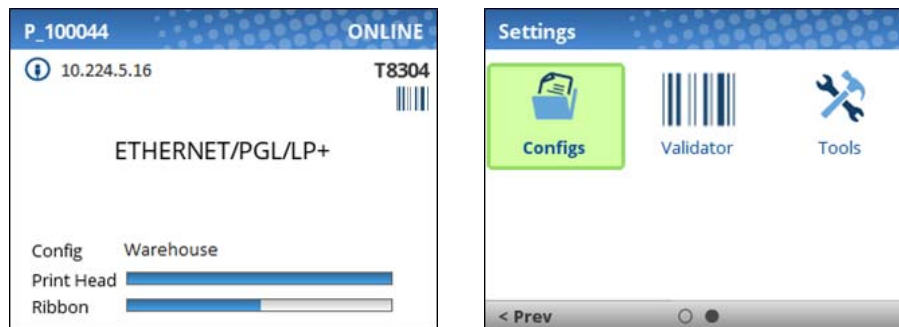 P_100044 ONLINE
10.224.5.16 T8304
ETHERNET/PGL/LP+
Config Warehouse
Print Head
Ribbon
Settings
Configs Validator Tools
< Prev